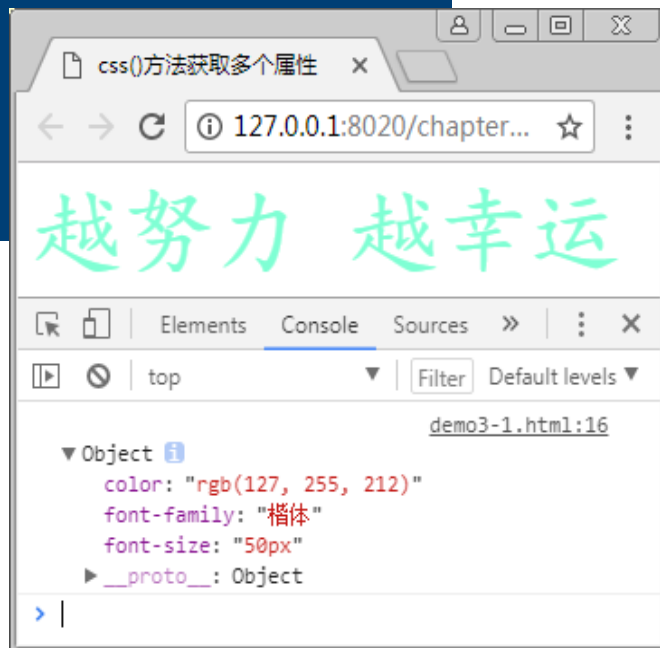 css()方法获取多个属性
127.0.0.1:8020/chapter...
越努力 越幸运
Elements Console Sources »
top Filter Default levels
demo3-1.html:16
Object i
color: "rgb(127, 255, 212)"
font-family: "楷体"
font-size: "50px"
__proto__: Object
>